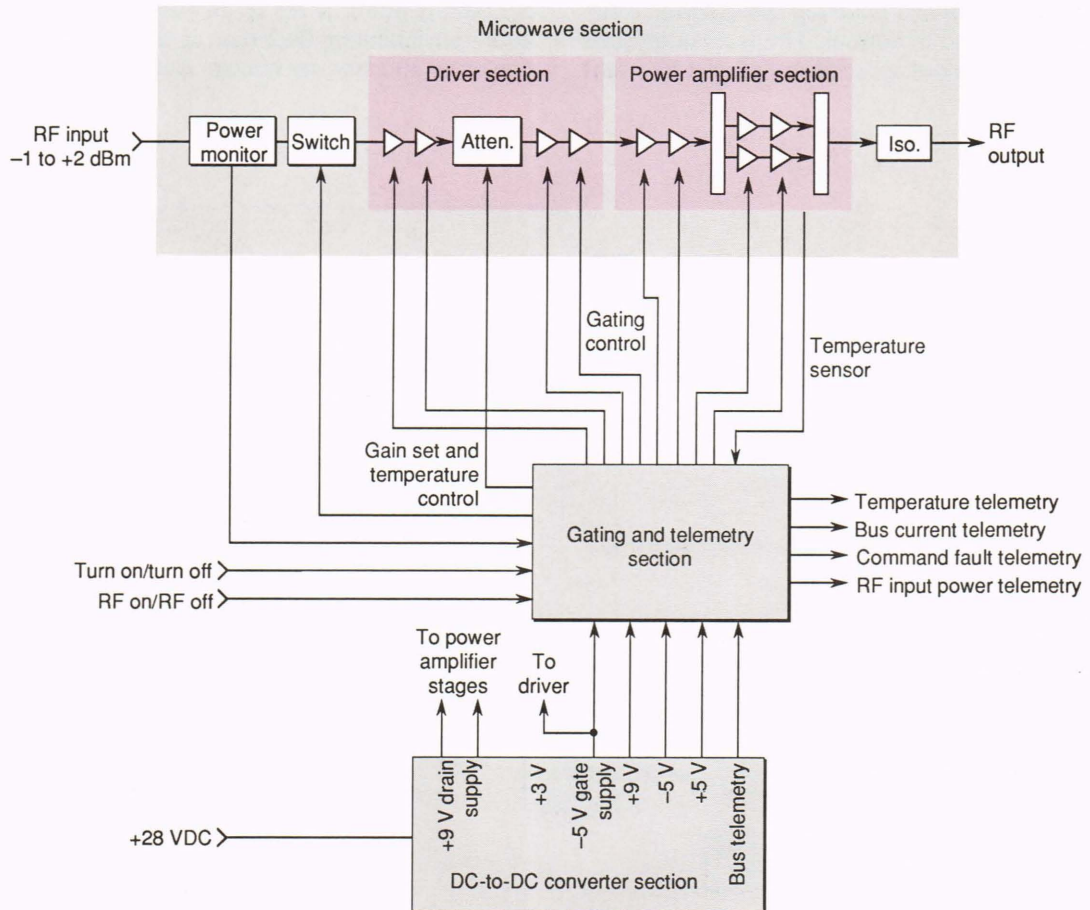 Microwave section
Driver section
Power amplifier section
RF input
–1 to +2 dBm
Power
monitor
Switch
Atten.
Iso.
RF
output
Gating
control
Temperature
sensor
Gain set and
temperature
control
Gating and telemetry
section
Temperature telemetry
Bus current telemetry
Command fault telemetry
RF input power telemetry
Turn on/turn off
RF on/RF off
To power
amplifier
stages
To
driver
+9 V drain
supply
+3 V
–5 V gate
supply
+9 V
–5 V
+5 V
Bus telemetry
+28 VDC
DC-to-DC converter section